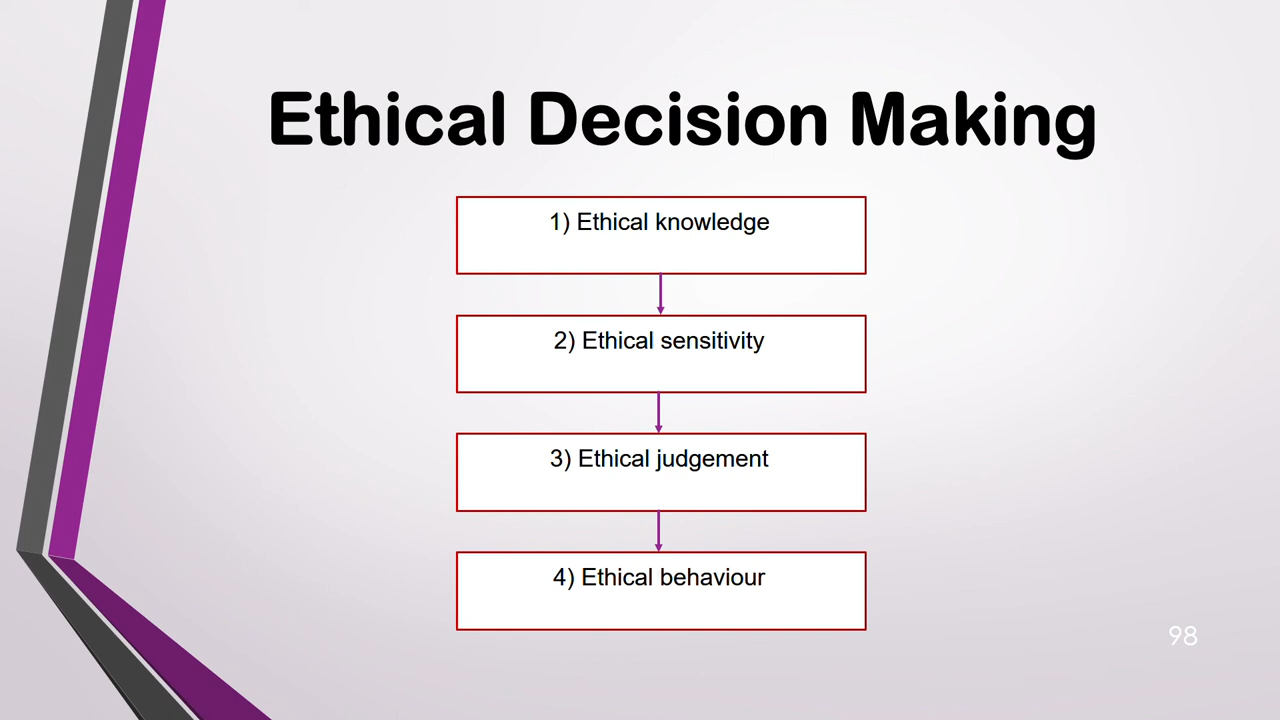 Ethical Decision Making
1) Ethical knowledge
2) Ethical sensitivity
3) Ethical judgement
4) Ethical behaviour
98